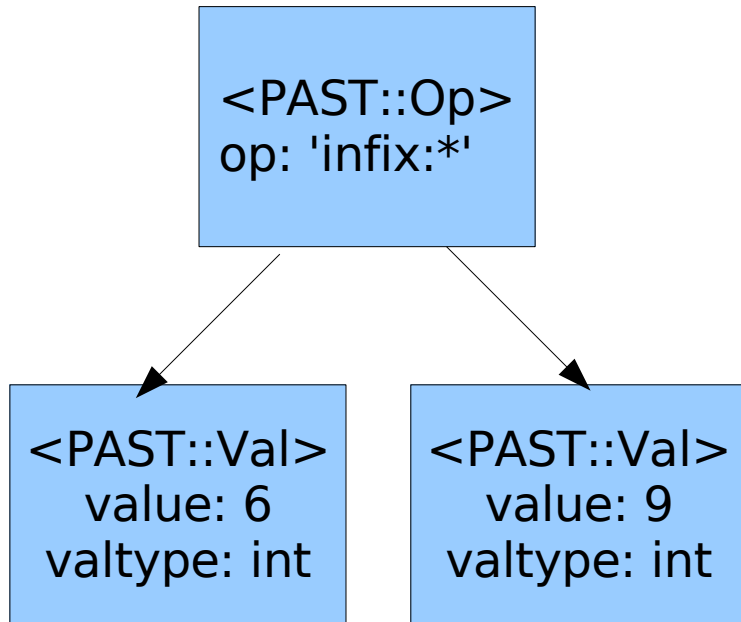 <PAST::Op>
op: 'infix:*'
<PAST::Val>
value: 6
valtype: int
<PAST::Val>
value: 9
valtype: int